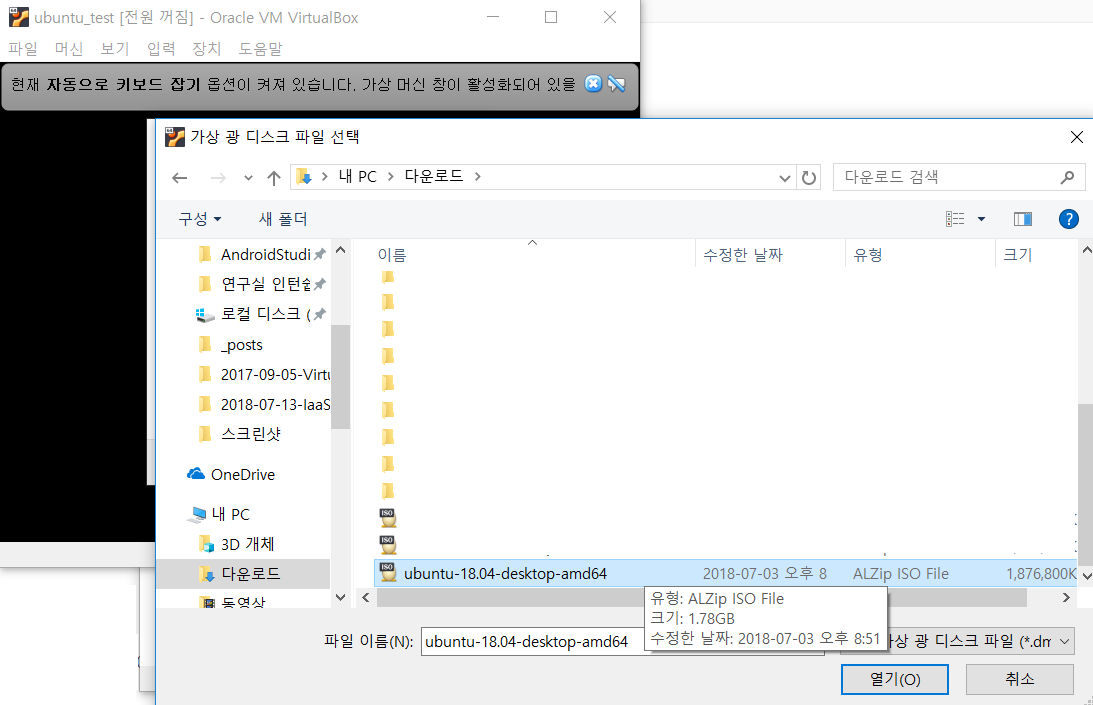 ubuntu_test [전원 꺼짐] - Oracle VM VirtualBox
파일 머신 보기 입력 장치 도움말
현재 자동으로 키보드 잡기 옵션이 켜져 있습니다. 가상 머신 창이 활성화되어 있을
가상 광 디스크 파일 선택
내 PC 다운로드
다운로드 검색
구성 새 폴더
이름 수정한 날짜 유형 크기
AndroidStudi
연구실 인턴쉽
로컬 디스크 (
_posts
2017-09-05-Virtu
2018-07-13-IaaS
스크린샷
OneDrive
내 PC
3D 개체
다운로드
동영상
ISO
ISO
ISO ubuntu-18.04-desktop-amd64 2018-07-03 오후 8 ALZip ISO File 1,876,800K
유형: ALZip ISO File
크기: 1.78GB
수정한 날짜: 2018-07-03 오후 8:51
파일 이름(N): ubuntu-18.04-desktop-amd64 가상 광 디스크 파일 (*.dm
열기(O) 취소